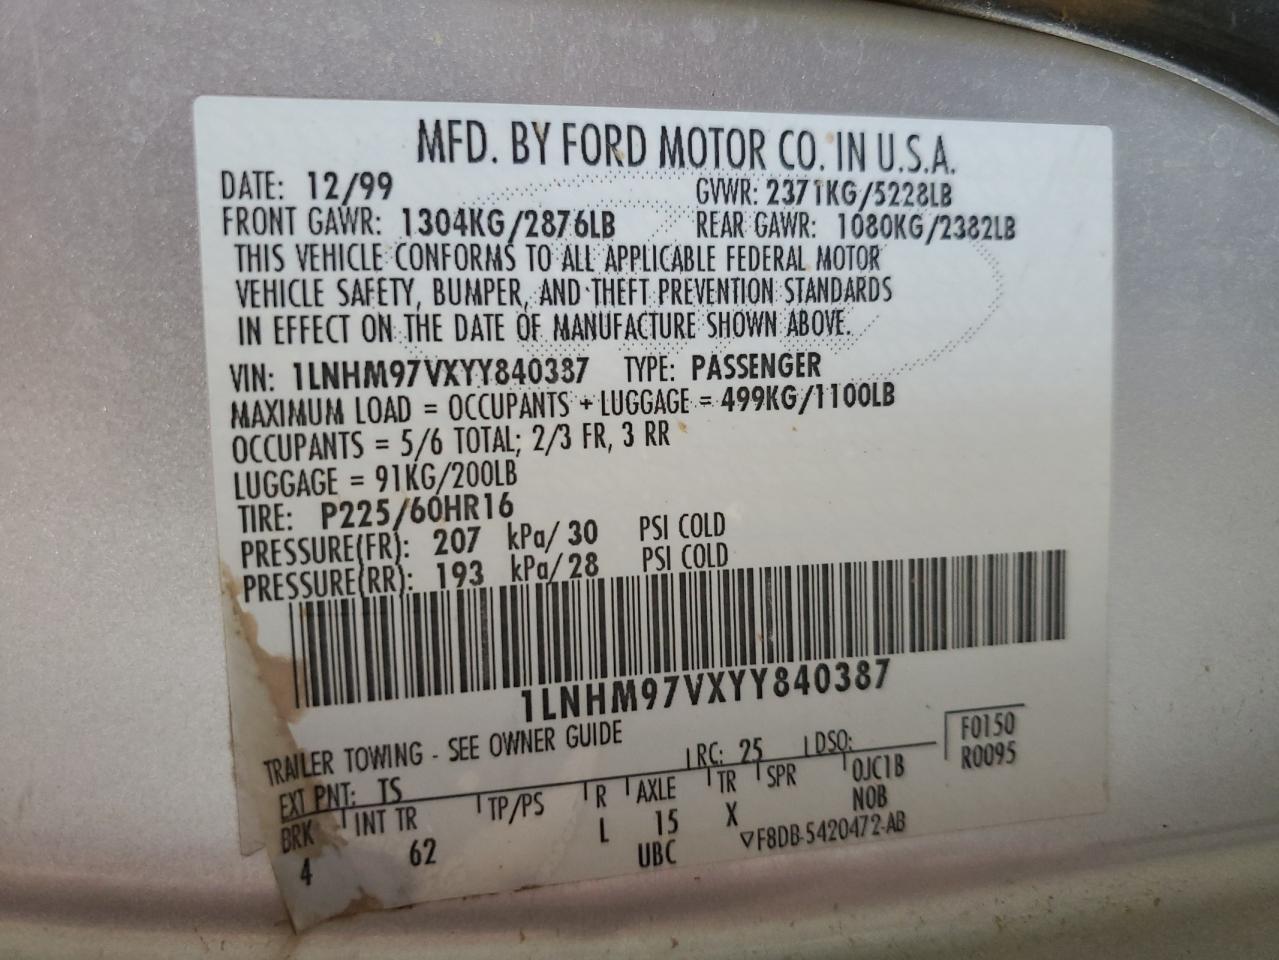 MFD. BY FORD MOTOR CO. IN U.S.A.
DATE: 12/99 GVWR: 2371KG/5228LB
FRONT GAWR: 1304KG/2876LB REAR GAWR: 1080KG/2382LB
THIS VEHICLE CONFORMS TO ALL APPLICABLE FEDERAL MOTOR
VEHICLE SAFETY, BUMPER, AND THEFT PREVENTION STANDARDS
IN EFFECT ON THE DATE OF MANUFACTURE SHOWN ABOVE.
VIN: 1LNHM97VXYY840387 TYPE: PASSENGER
MAXIMUM LOAD = OCCUPANTS + LUGGAGE = 499KG/1100LB
OCCUPANTS = 5/6 TOTAL; 2/3 FR, 3 RR
LUGGAGE = 91KG/200LB
TIRE: P225/60HR16
PRESSURE(FR): 207 kPa/ 30 PSI COLD
PRESSURE(RR): 193 kPa/ 28 PSI COLD
1LNHM97VXYY840387
TRAILER TOWING - SEE OWNER GUIDE
EXT PNT: TS RC: 25 DSO: F0150
R0095
BRK INT TR TP/PS R AXLE TR SPR 0JC1B
4 62 L 15 X N0B
UBC ▽F8DB-5420472-AB